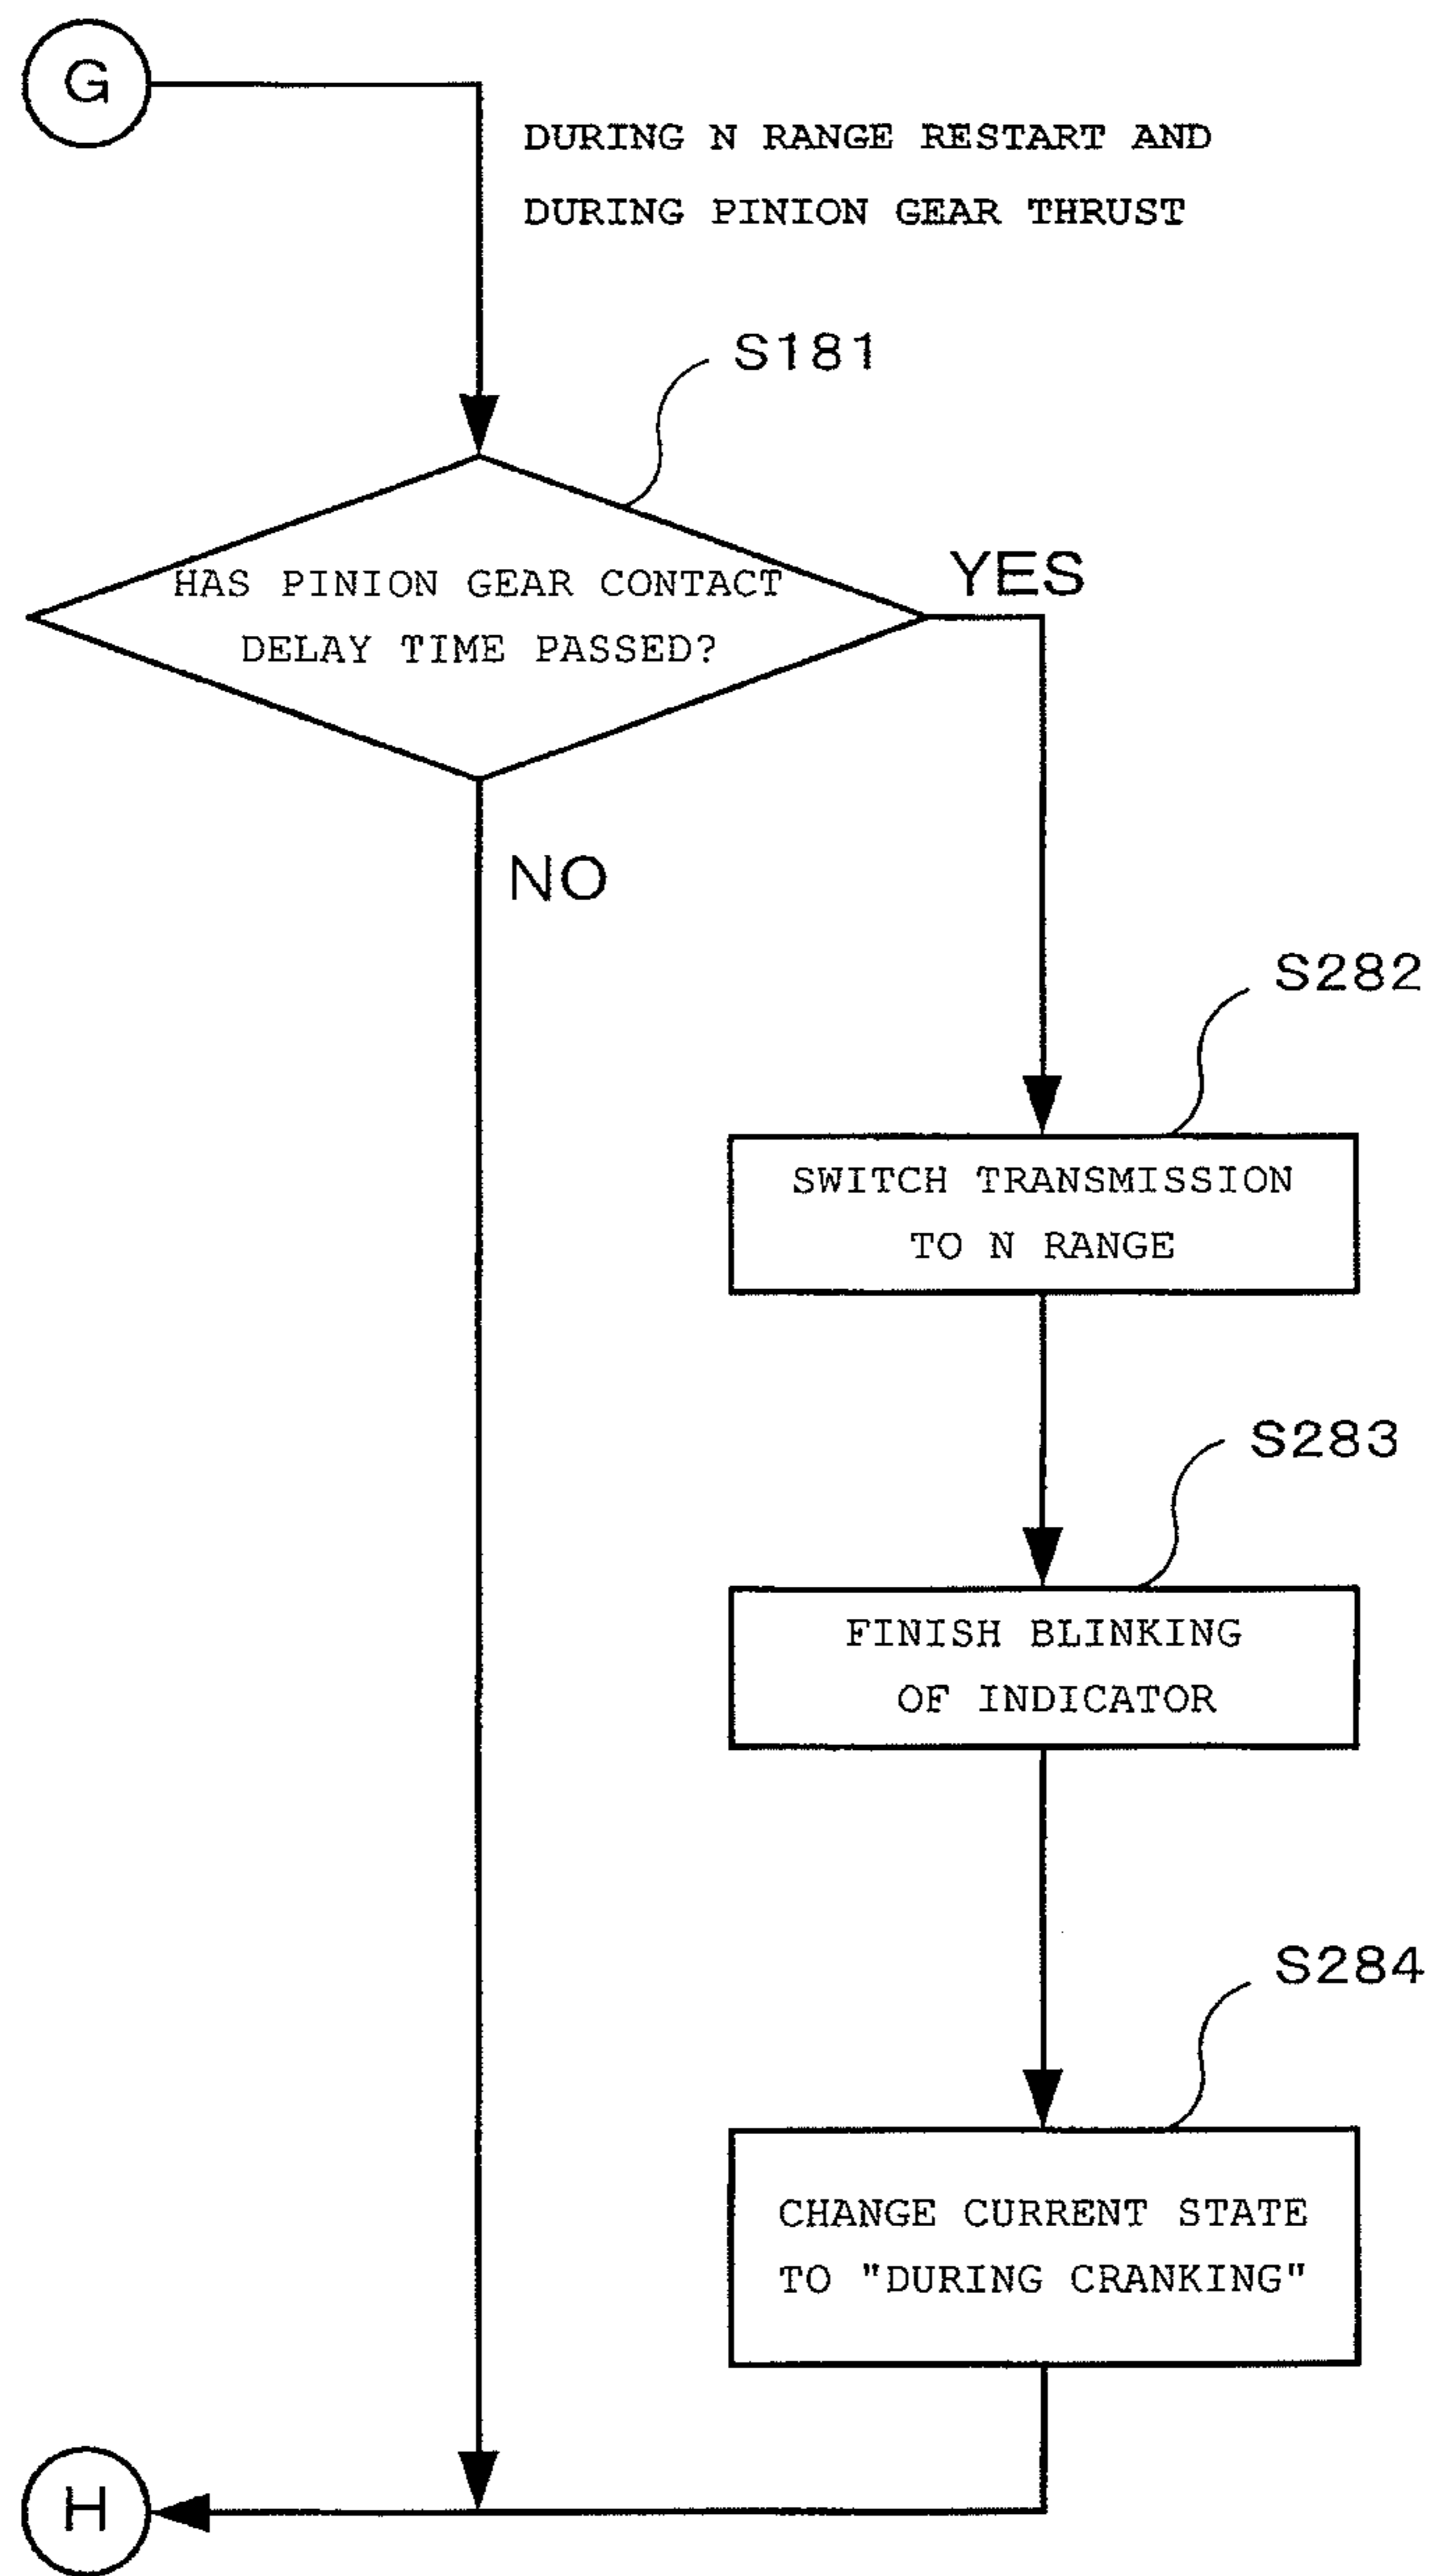 G
DURING N RANGE RESTART AND
DURING PINION GEAR THRUST
S181
HAS PINION GEAR CONTACT
DELAY TIME PASSED?
YES
NO
S282
SWITCH TRANSMISSION
TO N RANGE
S283
FINISH BLINKING
OF INDICATOR
S284
CHANGE CURRENT STATE
TO "DURING CRANKING"
H